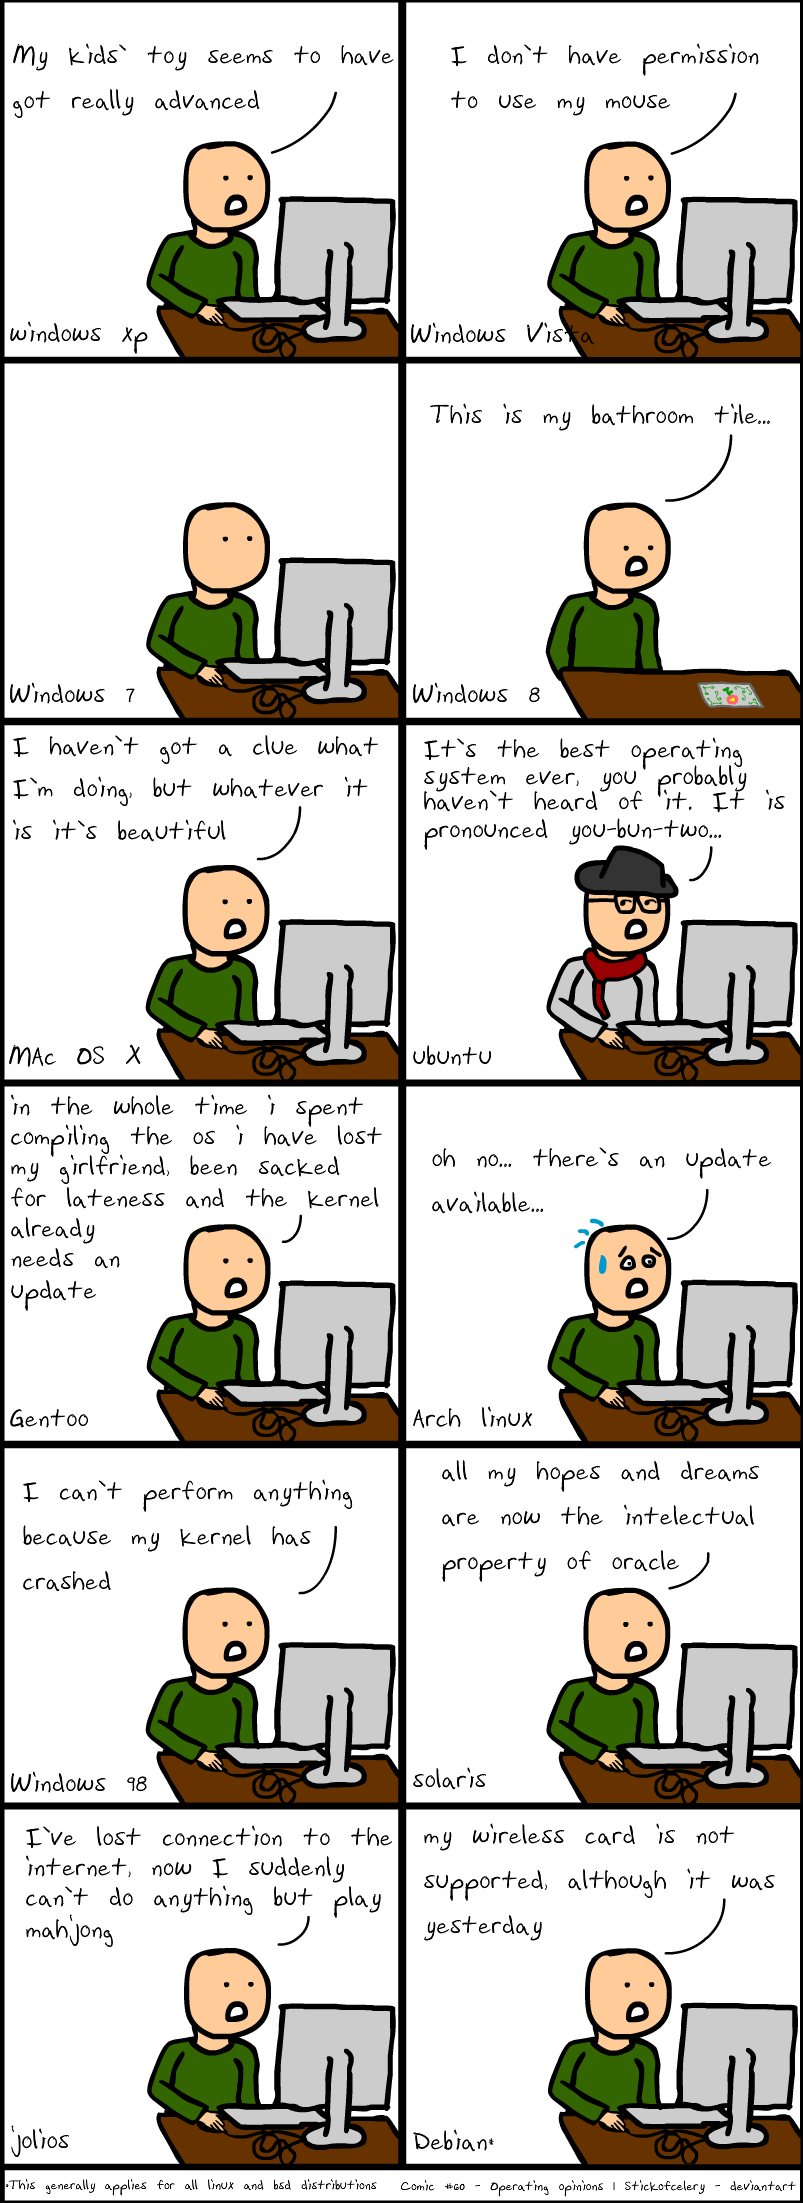 My kids` toy seems to have
got really advanced
windows Xp
I don`t have permission
to use my mouse
Windows Vista
Windows 7
This is my bathroom tile...
Windows 8
I haven`t got a clue what
I`m doing, but whatever it
is it`s beautiful
MAc OS X
It`s the best operating
system ever, you probably
haven`t heard of it. It is
pronounced you-bun-two...
ubuntu
in the whole time i spent
compiling the os i have lost
my girlfriend, been sacked
for lateness and the kernel
already
needs an
update
Gentoo
oh no... there`s an update
available...
Arch linux
I can`t perform anything
because my kernel has
crashed
Windows 98
all my hopes and dreams
are now the intelectual
property of oracle
solaris
I`ve lost connection to the
internet, now I suddenly
can`t do anything but play
mahjong
jolios
my wireless card is not
supported, although it was
yesterday
Debian*
*This generally applies for all linux and bsd distributions
Comic #60 - Operating opinions | Stickofcelery - deviantart